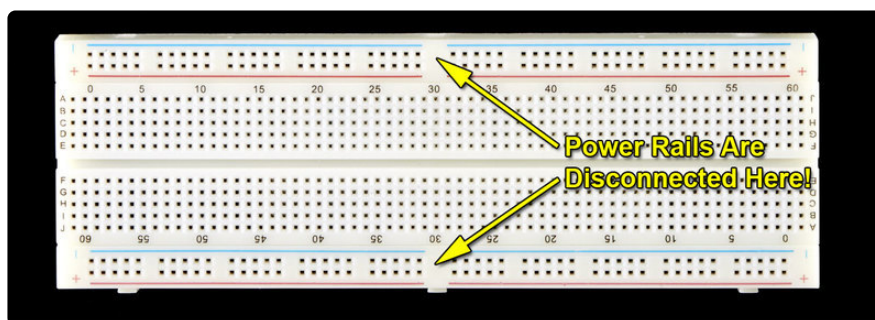 - -
+ +
0 5 10 15 20 25 30 35 40 45 50 55 60
A J
B I
C H
D G
E F
Power Rails Are
Disconnected Here!
F E
G D
H C
I B
J A
60 55 50 45 40 35 30 25 20 15 10 5 0
- -
+ +